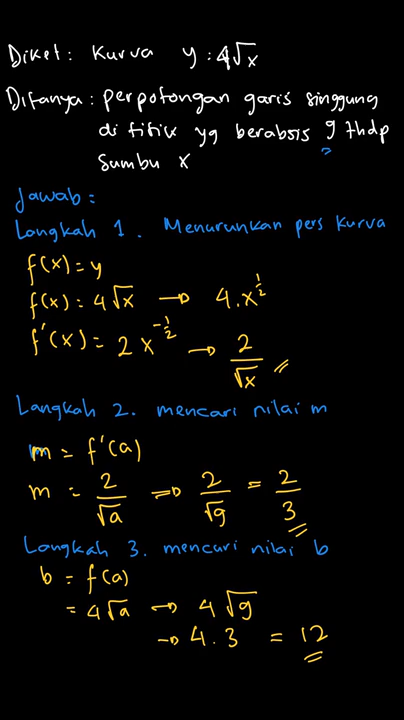 Diket: Kurva y : 4√x
Ditanya : perpotongan garis singgung
di titik yg berabsis 9 thdp
sumbu x
Jawab :
Langkah 1. Menurunkan pers kurva
f(x) = y
f(x) = 4√x → 4.x^(1/2)
f'(x) = 2x^(-1/2) → 2/√x
Langkah 2. mencari nilai m
m = f'(a)
m = 2/√a ⇒ 2/√9 = 2/3
Langkah 3. mencari nilai b
b = f(a)
= 4√a → 4√9
→ 4.3 = 12